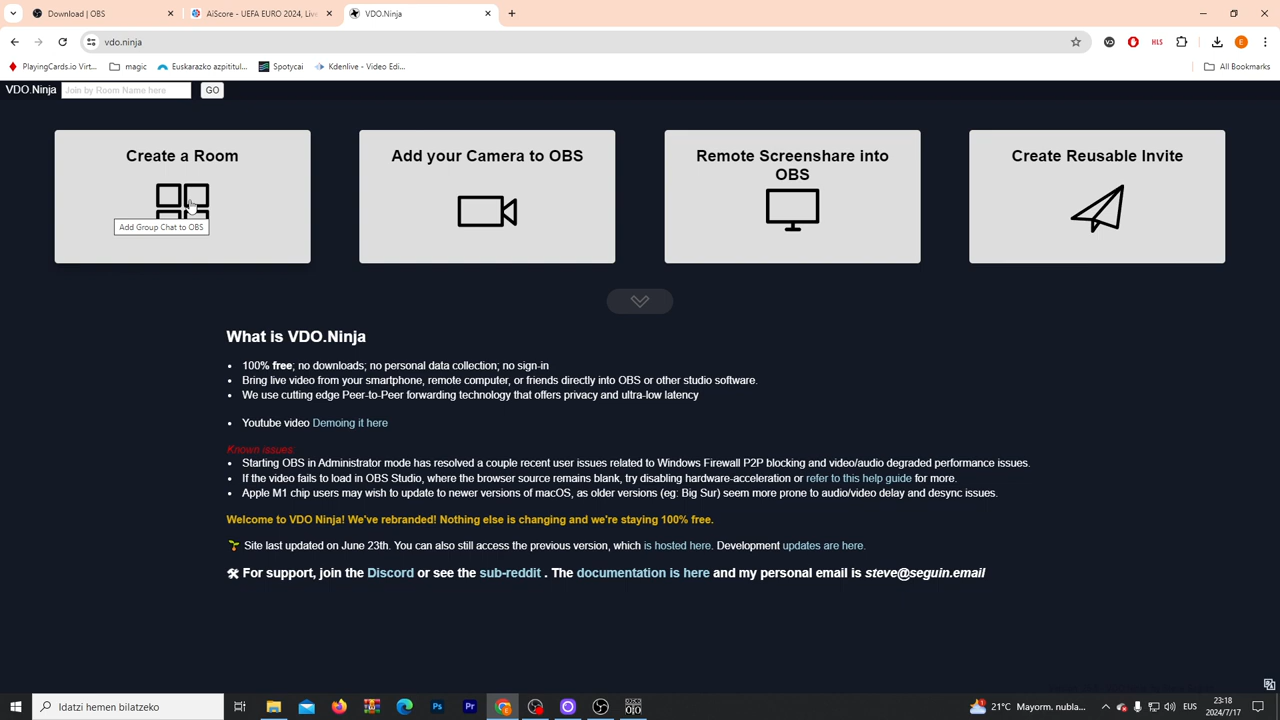 Download | OBS
AiScore - UEFA EURO 2024, Liv
VDO.Ninja
vdo.ninja
PlayingCards.io Virt...
magic
Euskarazko azpititul...
Spotycai
Kdenlive - Video Edi...
All Bookmarks
VDO.Ninja
Join by Room Name here
GO
Create a Room
Add Group Chat to OBS
Add your Camera to OBS
Remote Screenshare into
OBS
Create Reusable Invite
What is VDO.Ninja
100% free; no downloads; no personal data collection; no sign-in
Bring live video from your smartphone, remote computer, or friends directly into OBS or other studio software.
We use cutting edge Peer-to-Peer forwarding technology that offers privacy and ultra-low latency
Youtube video Demoing it here
Known issues:
Starting OBS in Administrator mode has resolved a couple recent user issues related to Windows Firewall P2P blocking and video/audio degraded performance issues.
If the video fails to load in OBS Studio, where the browser source remains blank, try disabling hardware-acceleration or refer to this help guide for more.
Apple M1 chip users may wish to update to newer versions of macOS, as older versions (eg: Big Sur) seem more prone to audio/video delay and desync issues.
Welcome to VDO Ninja! We've rebranded! Nothing else is changing and we're staying 100% free.
Site last updated on June 23th. You can also still access the previous version, which is hosted here. Development updates are here.
For support, join the Discord or see the sub-reddit . The documentation is here and my personal email is steve@seguin.email
Idatzi hemen bilatzeko
21°C Mayorm. nubla...
EUS
23:18
2024/7/17